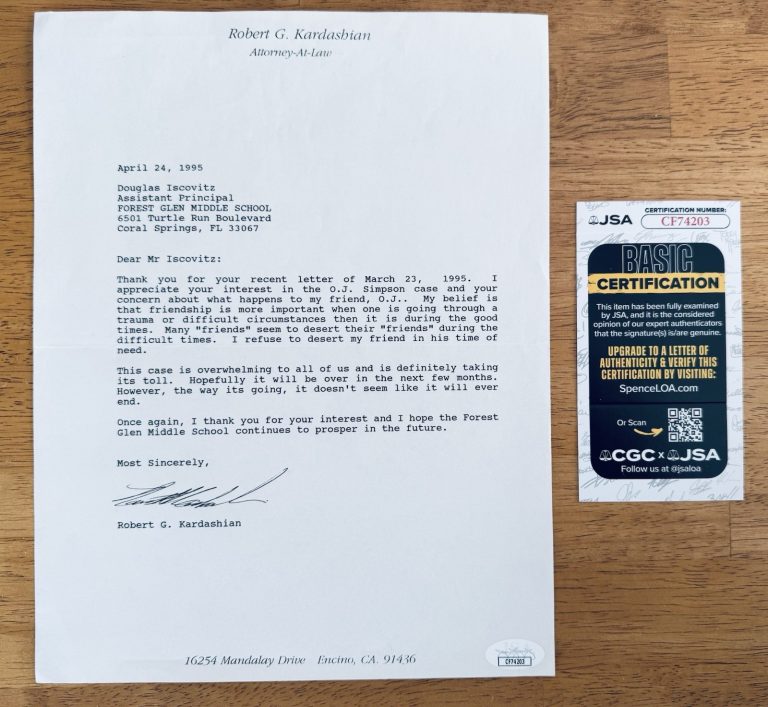 Robert G. Kardashian
Attorney-At-Law
April 24, 1995
Douglas Iscovitz
Assistant Principal
FOREST GLEN MIDDLE SCHOOL
6501 Turtle Run Boulevard
Coral Springs, FL 33067
Dear Mr Iscovitz:
Thank you for your recent letter of March 23, 1995. I
appreciate your interest in the O.J. Simpson case and your
concern about what happens to my friend, O.J.. My belief is
that friendship is more important when one is going through a
trauma or difficult circumstances then it is during the good
times. Many "friends" seem to desert their "friends" during the
difficult times. I refuse to desert my friend in his time of
need.
This case is overwhelming to all of us and is definitely taking
its toll. Hopefully it will be over in the next few months.
However, the way its going, it doesn't seem like it will ever
end.
Once again, I thank you for your interest and I hope the Forest
Glen Middle School continues to prosper in the future.
Most Sincerely,
Robert G. Kardashian
16254 Mandalay Drive Encino, CA. 91436
CF74203
JSA
CERTIFICATION NUMBER:
CF74203
BASIC
CERTIFICATION
This item has been fully examined
by JSA, and it is the considered
opinion of our expert authenticators
that the signature(s) is/are genuine.
UPGRADE TO A LETTER OF
AUTHENTICITY & VERIFY THIS
CERTIFICATION BY VISITING:
SpenceLOA.com
Or Scan
CGC x JSA
Follow us at @jsaloa